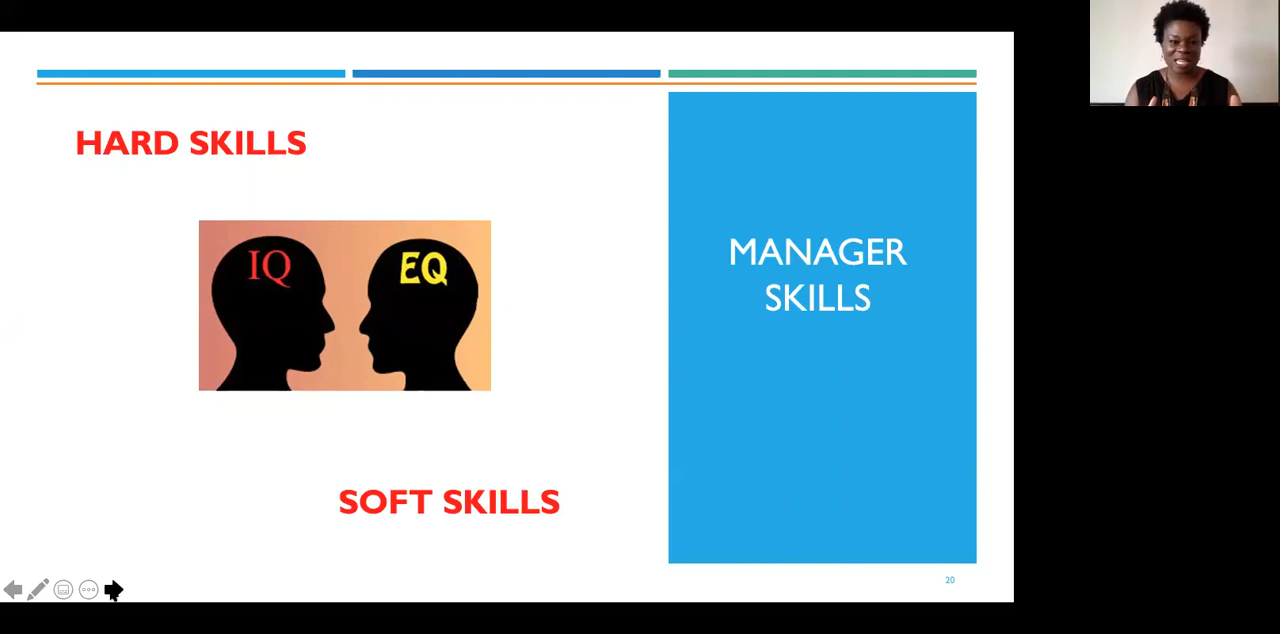 HARD SKILLS
IQ
EQ
MANAGER
SKILLS
SOFT SKILLS
20